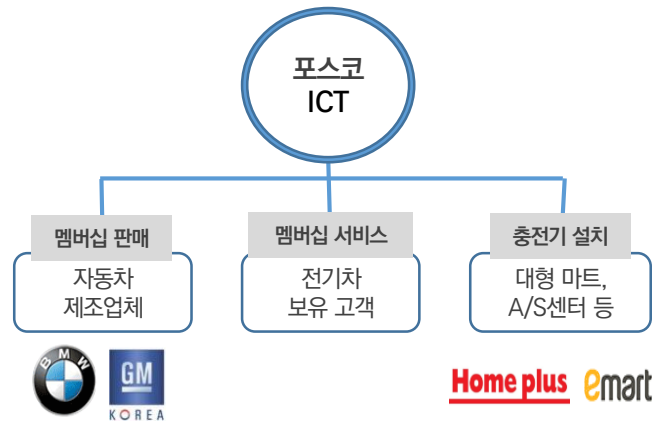 포스코
ICT
멤버십 판매
자동차
제조업체
멤버십 서비스
전기차
보유 고객
충전기 설치
대형 마트,
A/S센터 등
BMW
GM
KOREA
Home plus
emart